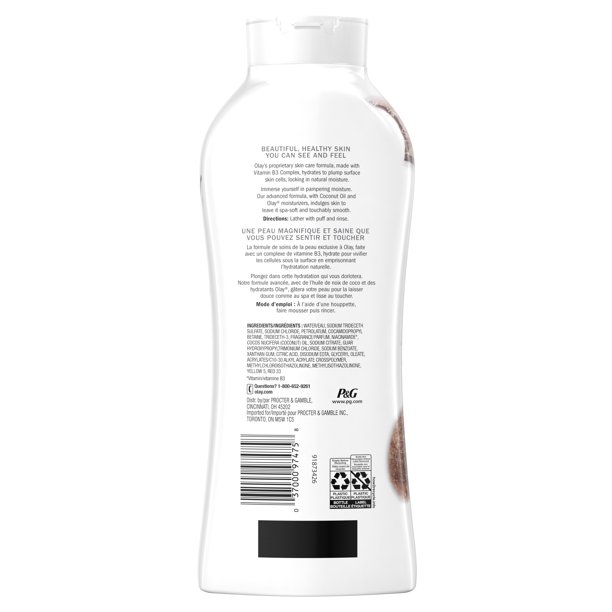 BEAUTIFUL, HEALTHY SKIN
YOU CAN SEE AND FEEL
Olay's proprietary skin care formula, made with
Vitamin B3 Complex, hydrates to plump surface
skin cells, locking in natural moisture.
Immerse yourself in pampering moisture.
Our advanced formula, with Coconut Oil and
Olay® moisturizers, indulges skin to
leave it spa-soft and touchably smooth.
Directions: Lather with puff and rinse.
UNE PEAU MAGNIFIQUE ET SAINE QUE
VOUS POUVEZ SENTIR ET TOUCHER
La formule de soins de la peau exclusive à Olay, faite
avec un complexe de vitamine B3, hydrate pour vivifier
les cellules sous la surface en emprisonnant
l'hydratation naturelle.
Plongez dans cette hydratation qui vous dorlotera.
Notre formule avancée, avec de l'huile de noix de coco et des
hydratants Olay®, gâtera votre peau pour la laisser
douce comme au spa et lisse au toucher.
Mode d'emploi : À l'aide d'une houppette,
faire mousser puis rincer.
INGREDIENTS/INGRÉDIENTS: WATER/EAU, SODIUM TRIDECETH
SULFATE, SODIUM CHLORIDE, PETROLATUM, COCAMIDOPROPYL
BETAINE, TRIDECETH-3, FRAGRANCE/PARFUM, NIACINAMIDE*,
COCOS NUCIFERA (COCONUT) OIL, SODIUM CITRATE, GUAR
HYDROXYPROPYLTRIMONIUM CHLORIDE, SODIUM BENZOATE,
XANTHAN GUM, CITRIC ACID, DISODIUM EDTA, GLYCERYL OLEATE,
ACRYLATES/C10-30 ALKYL ACRYLATE CROSSPOLYMER,
METHYLCHLOROISOTHIAZOLINONE, METHYLISOTHIAZOLINONE,
YELLOW 5, RED 33
*Vitamin/vitamine B3
Questions? 1-800-652-9261
olay.com
Distr. by/par PROCTER & GAMBLE,
CINCINNATI, OH 45202
Imported for/Importé pour PROCTER & GAMBLE INC.,
TORONTO, ON M5W 1C5
P&G
www.pg.com
0 37000 97475 8
91873426
PLASTIC
PLASTIQUE
BOTTLE
BOUTEILLE
PLASTIC
PLASTIQUE
LABEL
ÉTIQUETTE